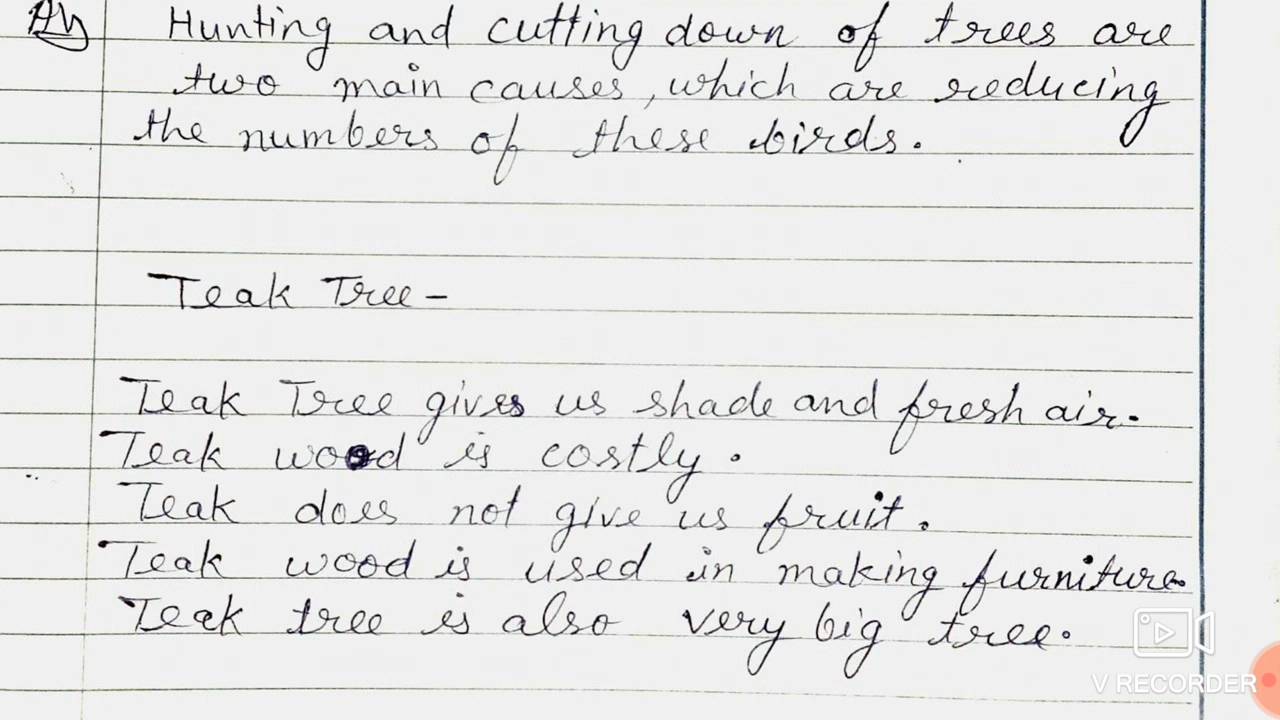 Hunting and cutting down of trees are
two main causes, which are reducing
the numbers of these birds.
Teak Tree-
Teak Tree gives us shade and fresh air.
Teak wood is costly.
Teak does not give us fruit.
Teak wood is used in making furniture.
Teak tree is also very big tree.
V RECORDER